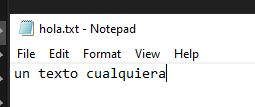 hola.txt - Notepad
File Edit Format View Help
un texto cualquiera